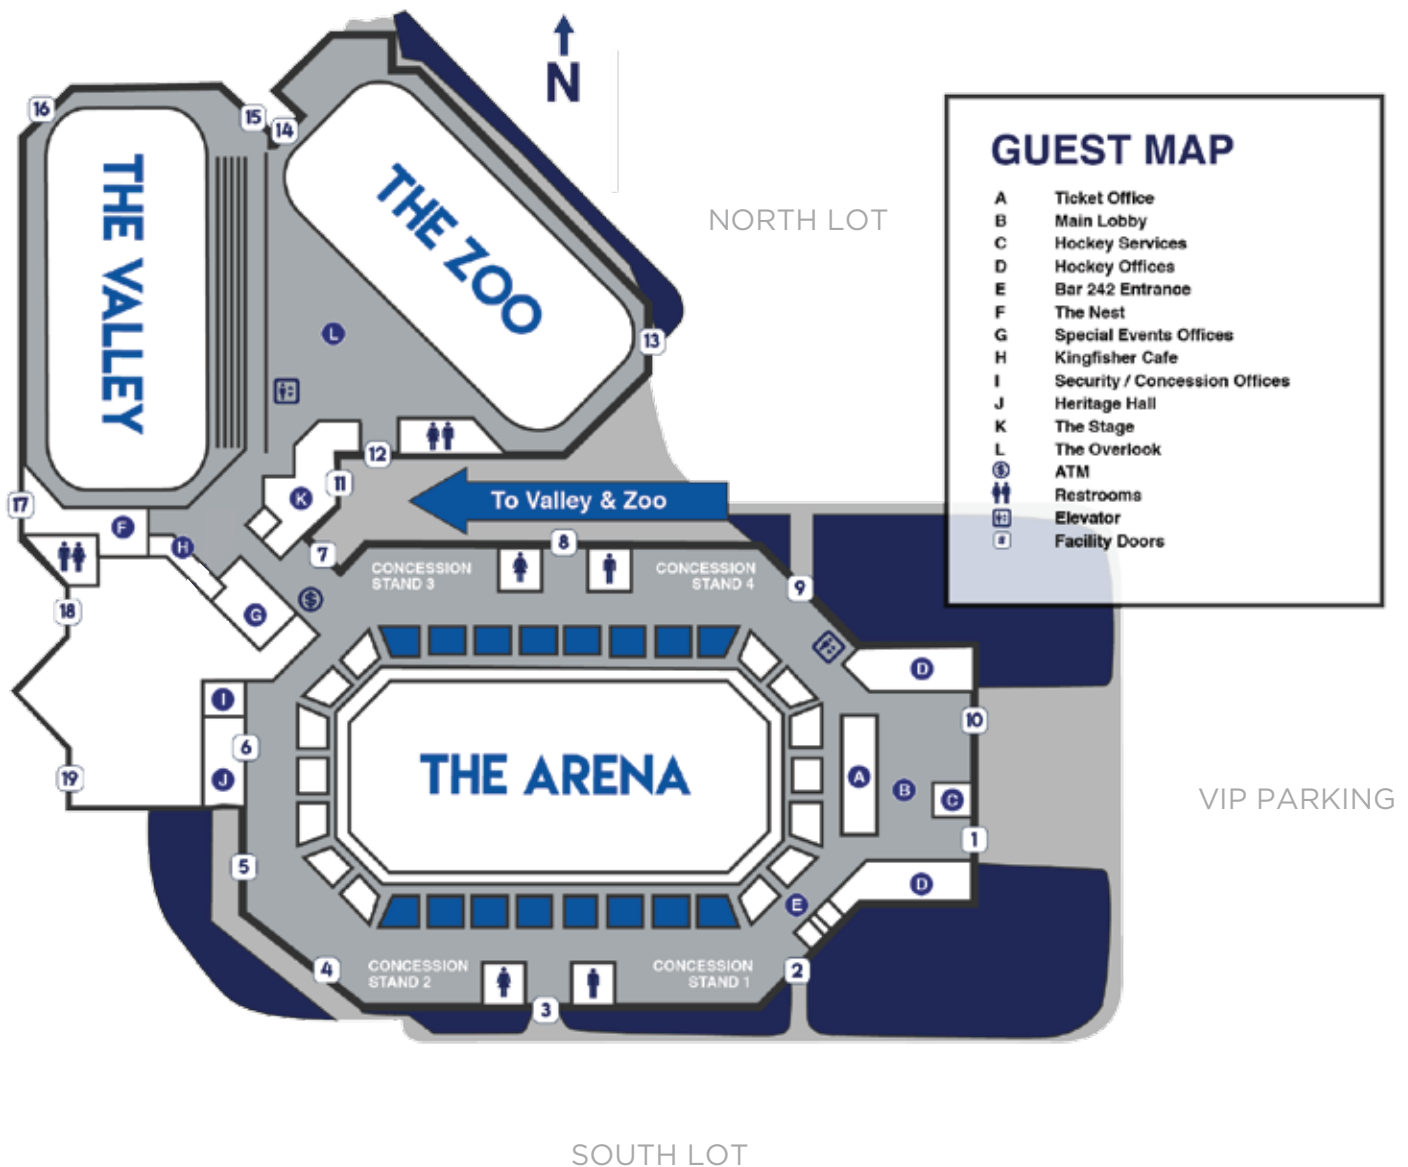 N
GUEST MAP
A Ticket Office
B Main Lobby
C Hockey Services
D Hockey Offices
E Bar 242 Entrance
F The Nest
G Special Events Offices
H Kingfisher Cafe
I Security / Concession Offices
J Heritage Hall
K The Stage
L The Overlook
$ ATM
Restrooms
Elevator
# Facility Doors
16
15
14
THE VALLEY
THE ZOO
NORTH LOT
L
13
12
11
K
To Valley & Zoo
17
F
H
7
8
CONCESSION
STAND 3
CONCESSION
STAND 4
9
$
G
18
D
I
6
10
THE ARENA
J
19
A
B
C
VIP PARKING
1
5
D
E
4
CONCESSION
STAND 2
CONCESSION
STAND 1
2
3
SOUTH LOT